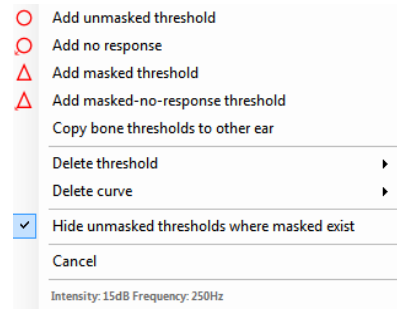 Add unmasked threshold
Add no response
Add masked threshold
Add masked-no-response threshold
Copy bone thresholds to other ear
Delete threshold
Delete curve
Hide unmasked thresholds where masked exist
Cancel
Intensity: 15dB Frequency: 250Hz